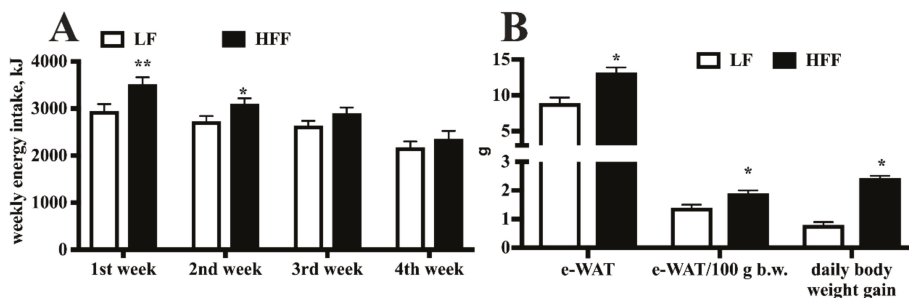 A
LF HFF
weekly energy intake, kJ
4000
3000
2000
1000
0
**
*
1st week 2nd week 3rd week 4th week
B
LF HFF
g
15
10
5
3
2
1
0
*
*
*
e-WAT e-WAT/100 g b.w. daily body
weight gain